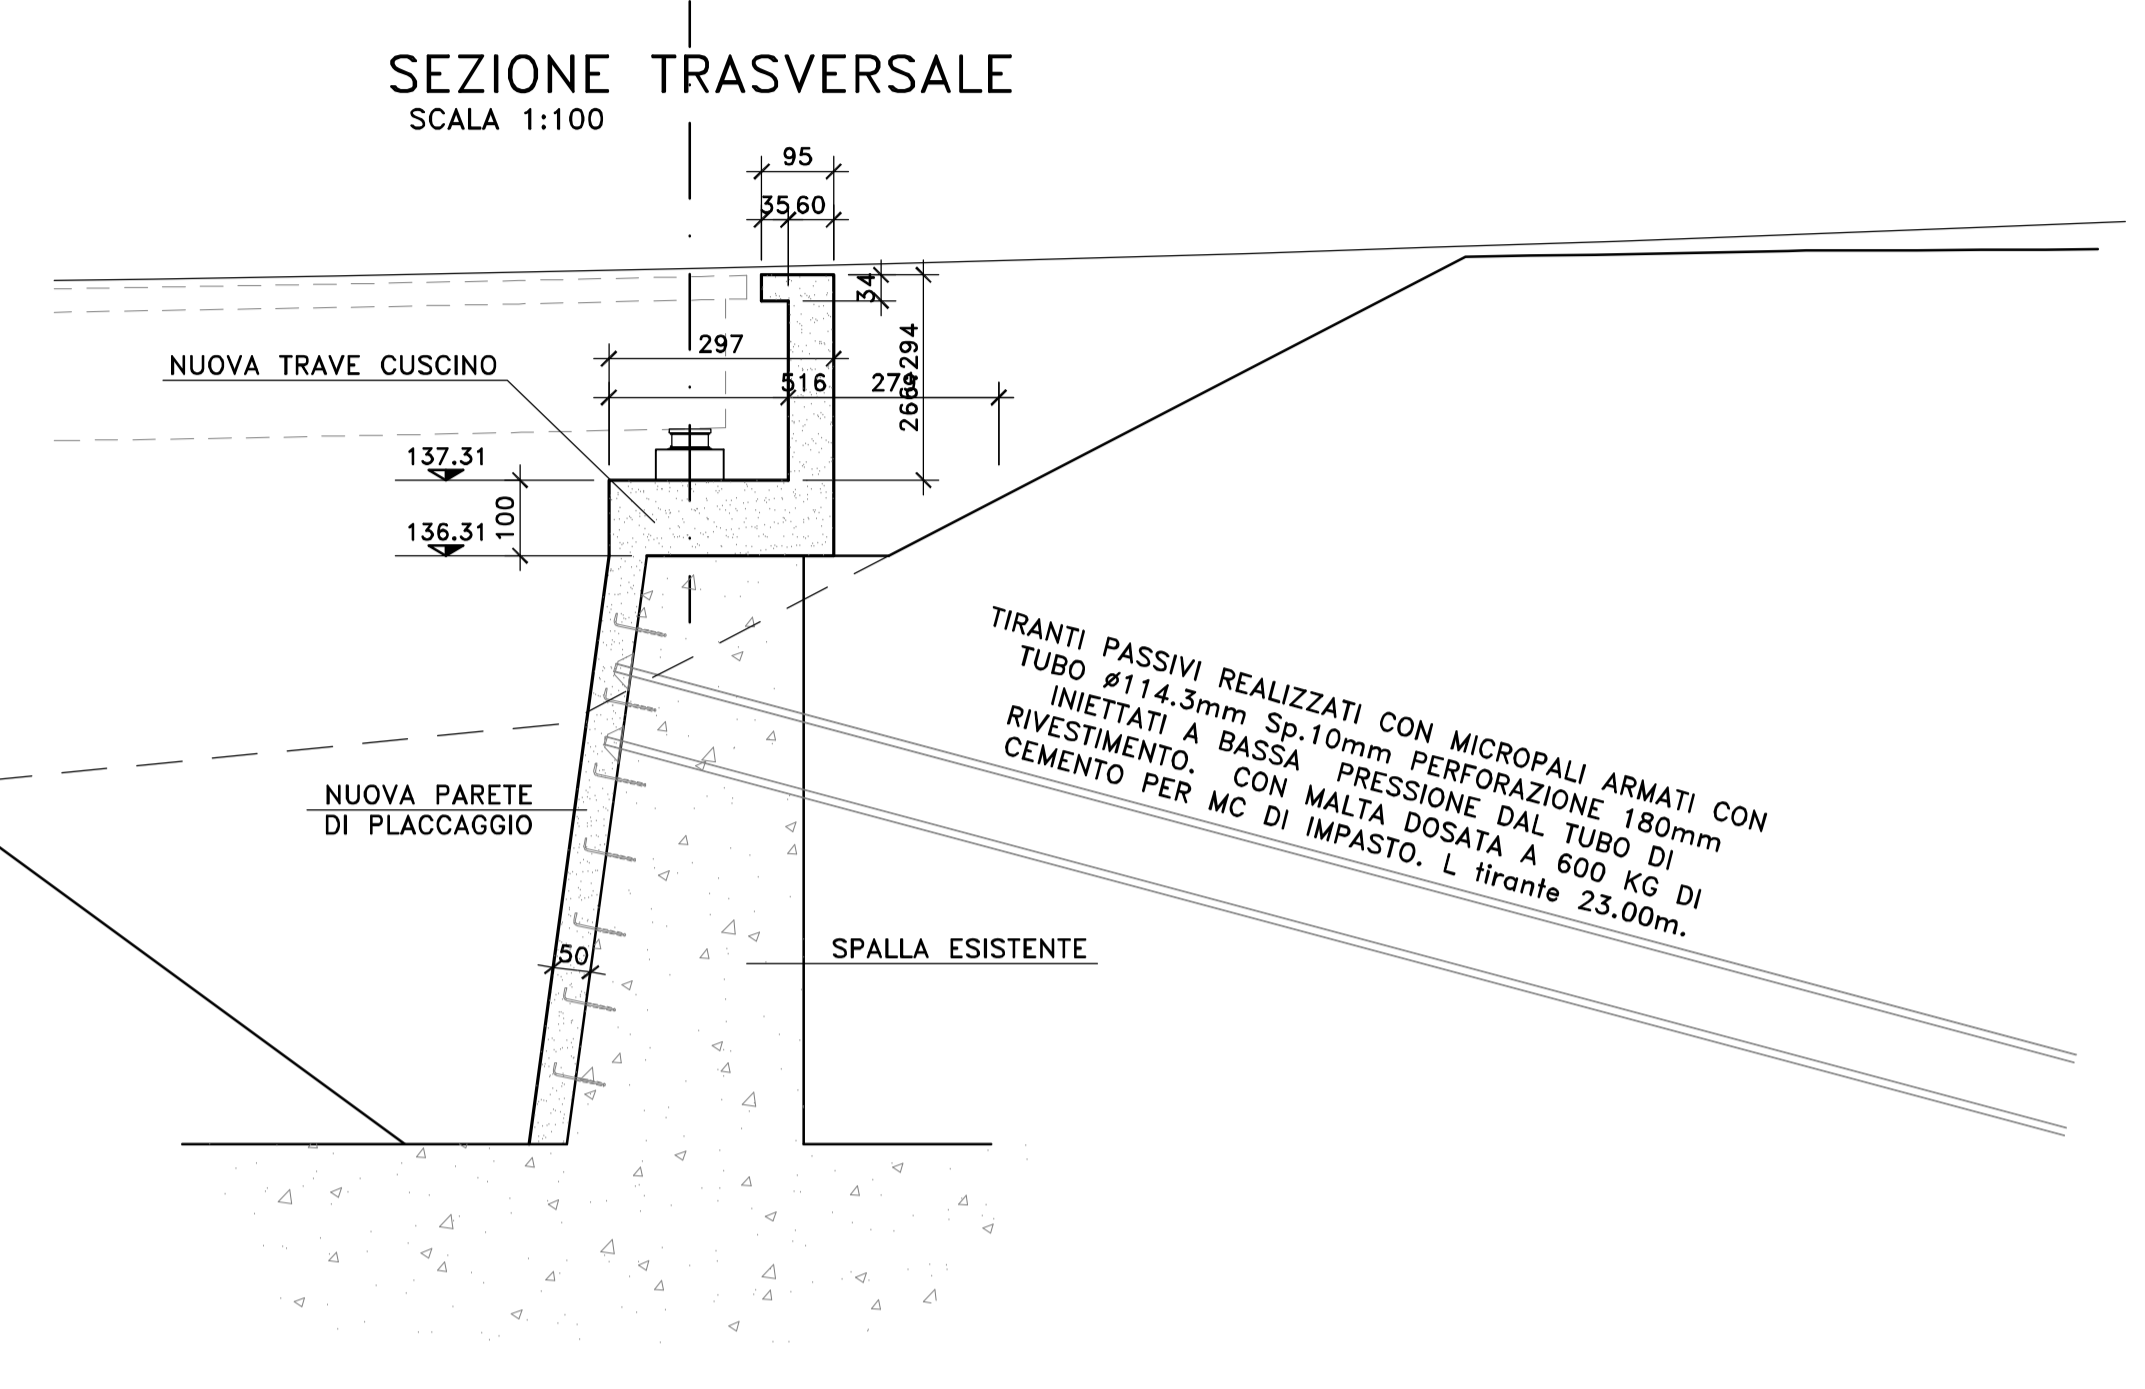 SEZIONE TRASVERSALE
SCALA 1:100
95
35 60
34
297
266÷294
516
NUOVA TRAVE CUSCINO
137.31
100
136.31
TIRANTI PASSIVI REALIZZATI CON MICROPALI ARMATI CON
TUBO ø114.3mm Sp.10mm PERFORAZIONE 180mm
INIETTATI A BASSA PRESSIONE DAL TUBO DI
RIVESTIMENTO. CON MALTA DOSATA A 600 KG DI
CEMENTO PER MC DI IMPASTO. L tirante 23.00m.
NUOVA PARETE
DI PLACCAGGIO
50
SPALLA ESISTENTE